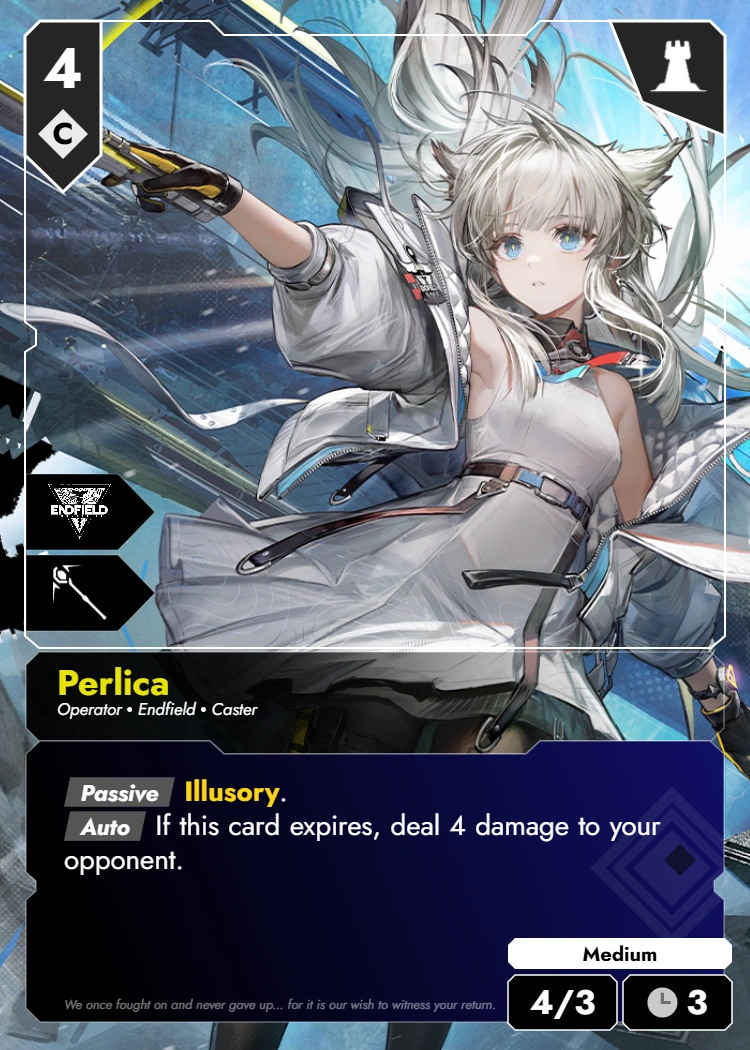 4
C
ENDFIELD
Perlica
Operator • Endfield • Caster
Passive Illusory.
Auto If this card expires, deal 4 damage to your
opponent.
Medium
We once fought on and never gave up... for it is our wish to witness your return.
4/3 3